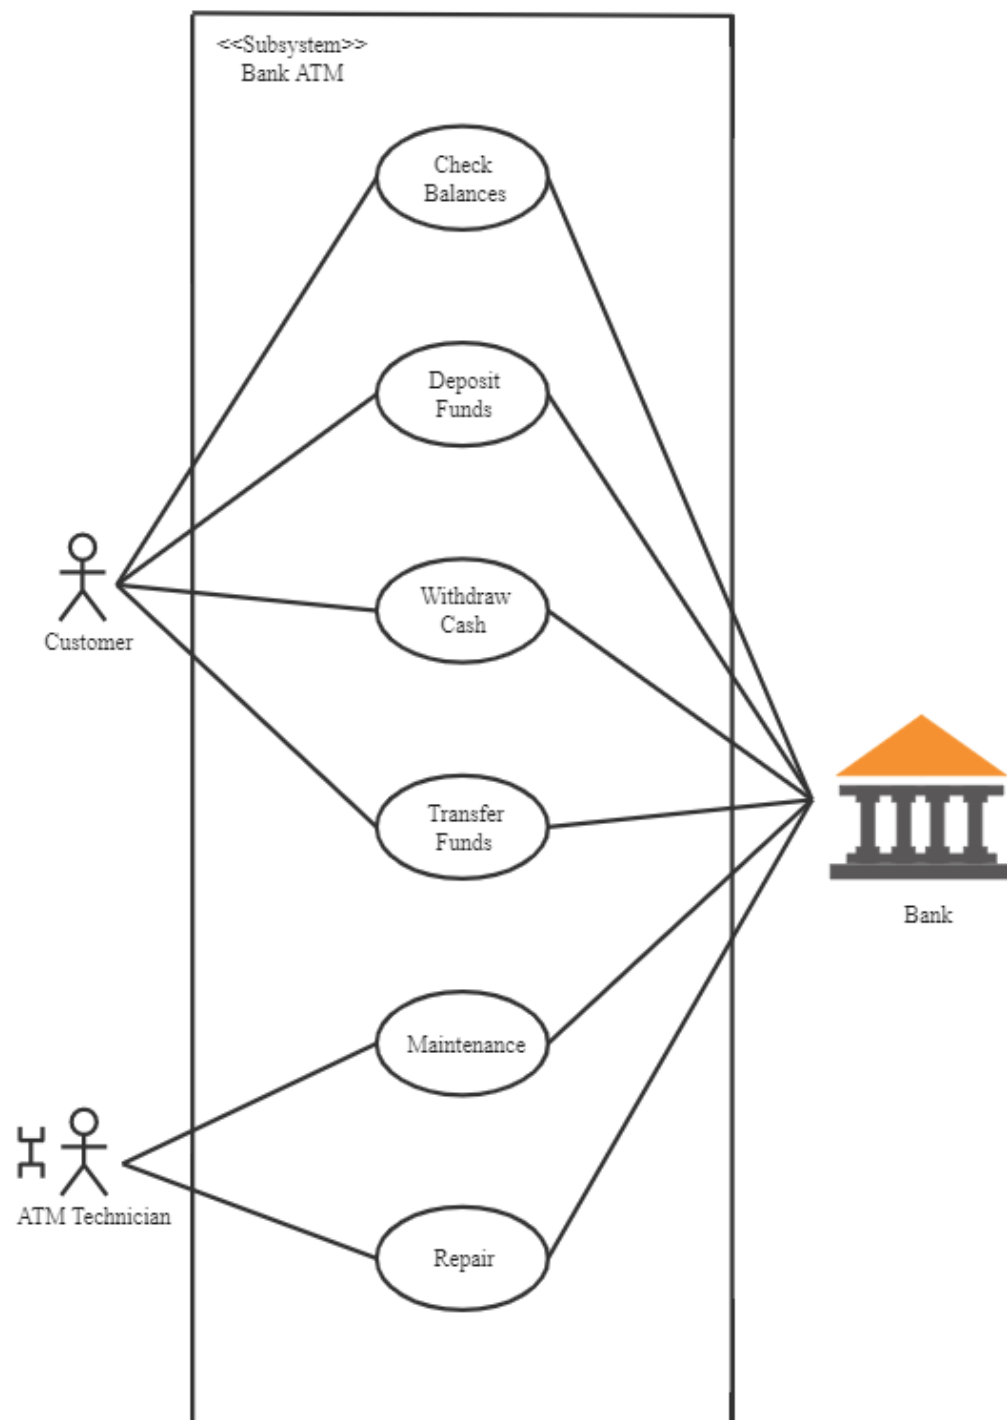 <<Subsystem>>
Bank ATM
Check
Balances
Deposit
Funds
Withdraw
Cash
Customer
Transfer
Funds
Bank
Maintenance
ATM Technician
Repair